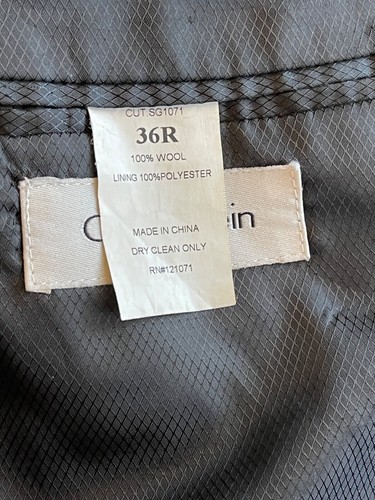 CUT SG1071
36R
100% WOOL
LINING 100%POLYESTER
MADE IN CHINA
DRY CLEAN ONLY
RN#121071